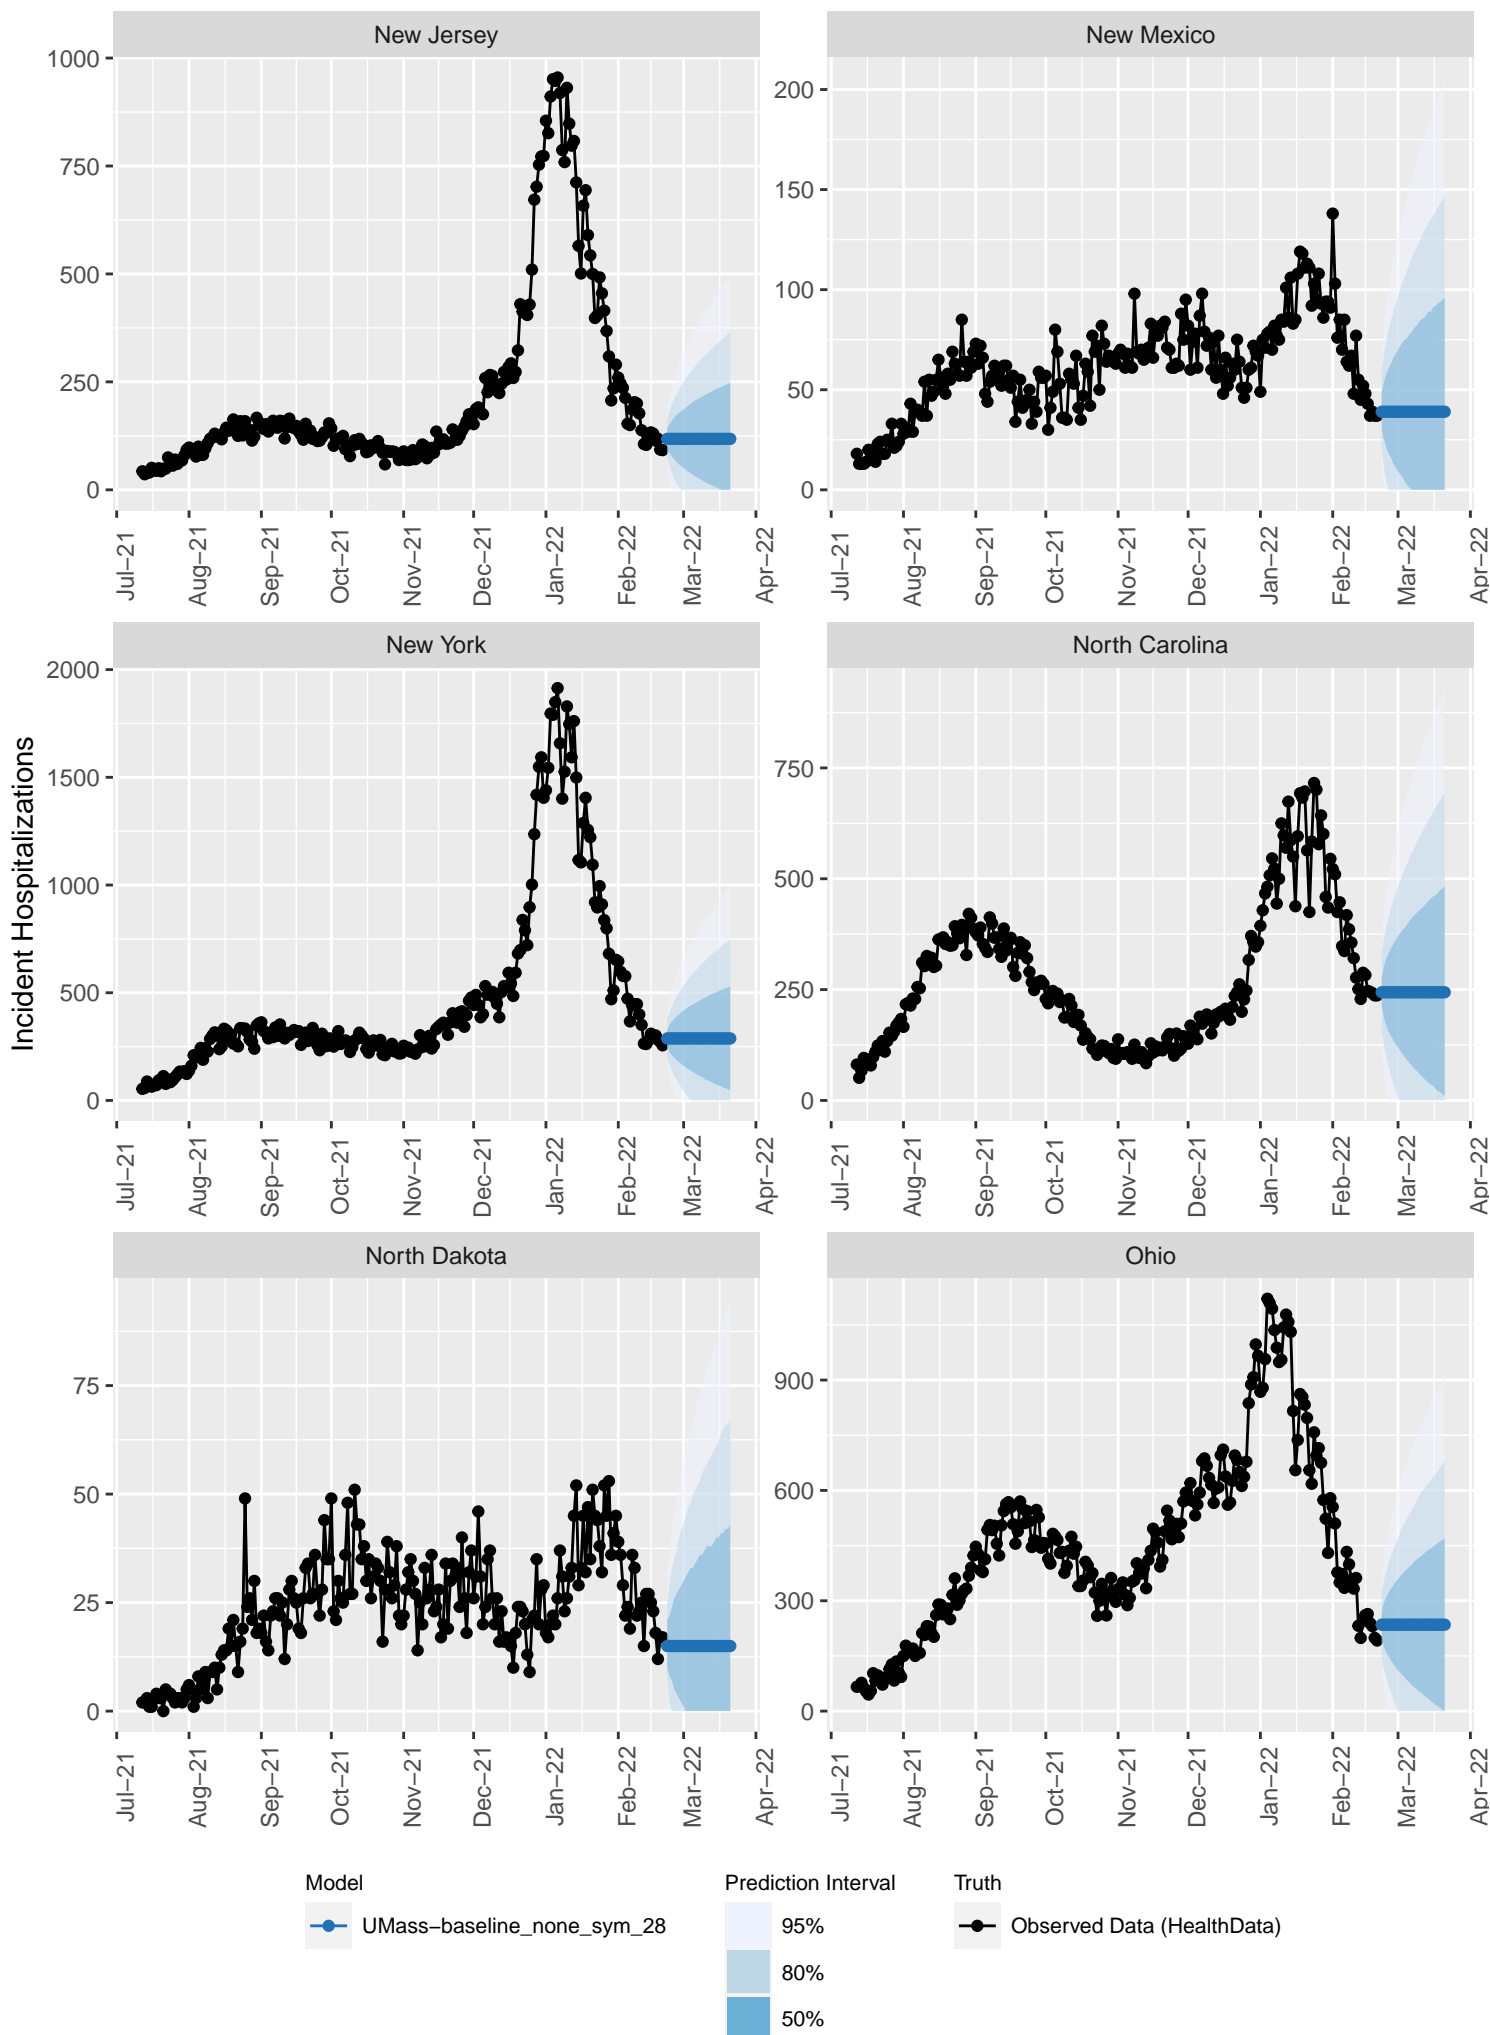 New Jersey
New Mexico
1000
750
500
250
0
200
150
100
50
0
Jul−21
Aug−21
Sep−21
Oct−21
Nov−21
Dec−21
Jan−22
Feb−22
Mar−22
Apr−22
Jul−21
Aug−21
Sep−21
Oct−21
Nov−21
Dec−21
Jan−22
Feb−22
Mar−22
Apr−22
Incident Hospitalizations
New York
North Carolina
2000
1500
1000
500
0
750
500
250
0
Jul−21
Aug−21
Sep−21
Oct−21
Nov−21
Dec−21
Jan−22
Feb−22
Mar−22
Apr−22
Jul−21
Aug−21
Sep−21
Oct−21
Nov−21
Dec−21
Jan−22
Feb−22
Mar−22
Apr−22
North Dakota
Ohio
75
50
25
0
900
600
300
0
Jul−21
Aug−21
Sep−21
Oct−21
Nov−21
Dec−21
Jan−22
Feb−22
Mar−22
Apr−22
Jul−21
Aug−21
Sep−21
Oct−21
Nov−21
Dec−21
Jan−22
Feb−22
Mar−22
Apr−22
Model
UMass−baseline_none_sym_28
Prediction Interval
95%
80%
50%
Truth
Observed Data (HealthData)